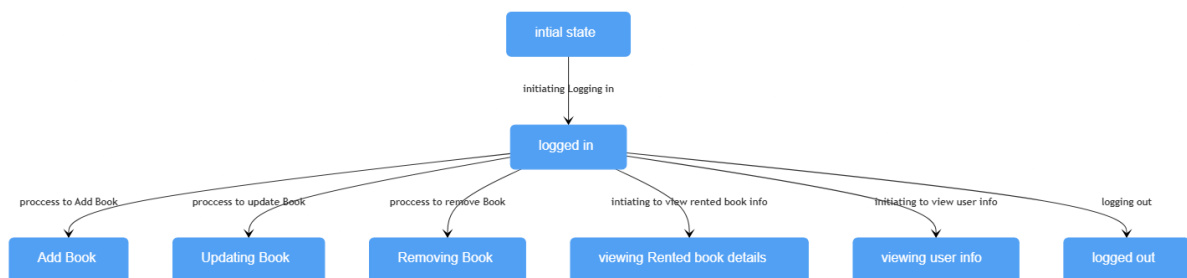 intial state
initiating Logging in
logged in
proccess to Add Book
proccess to update Book
proccess to remove Book
intiating to view rented book info
initiating to view user info
logging out
Add Book
Updating Book
Removing Book
viewing Rented book details
viewing user info
logged out